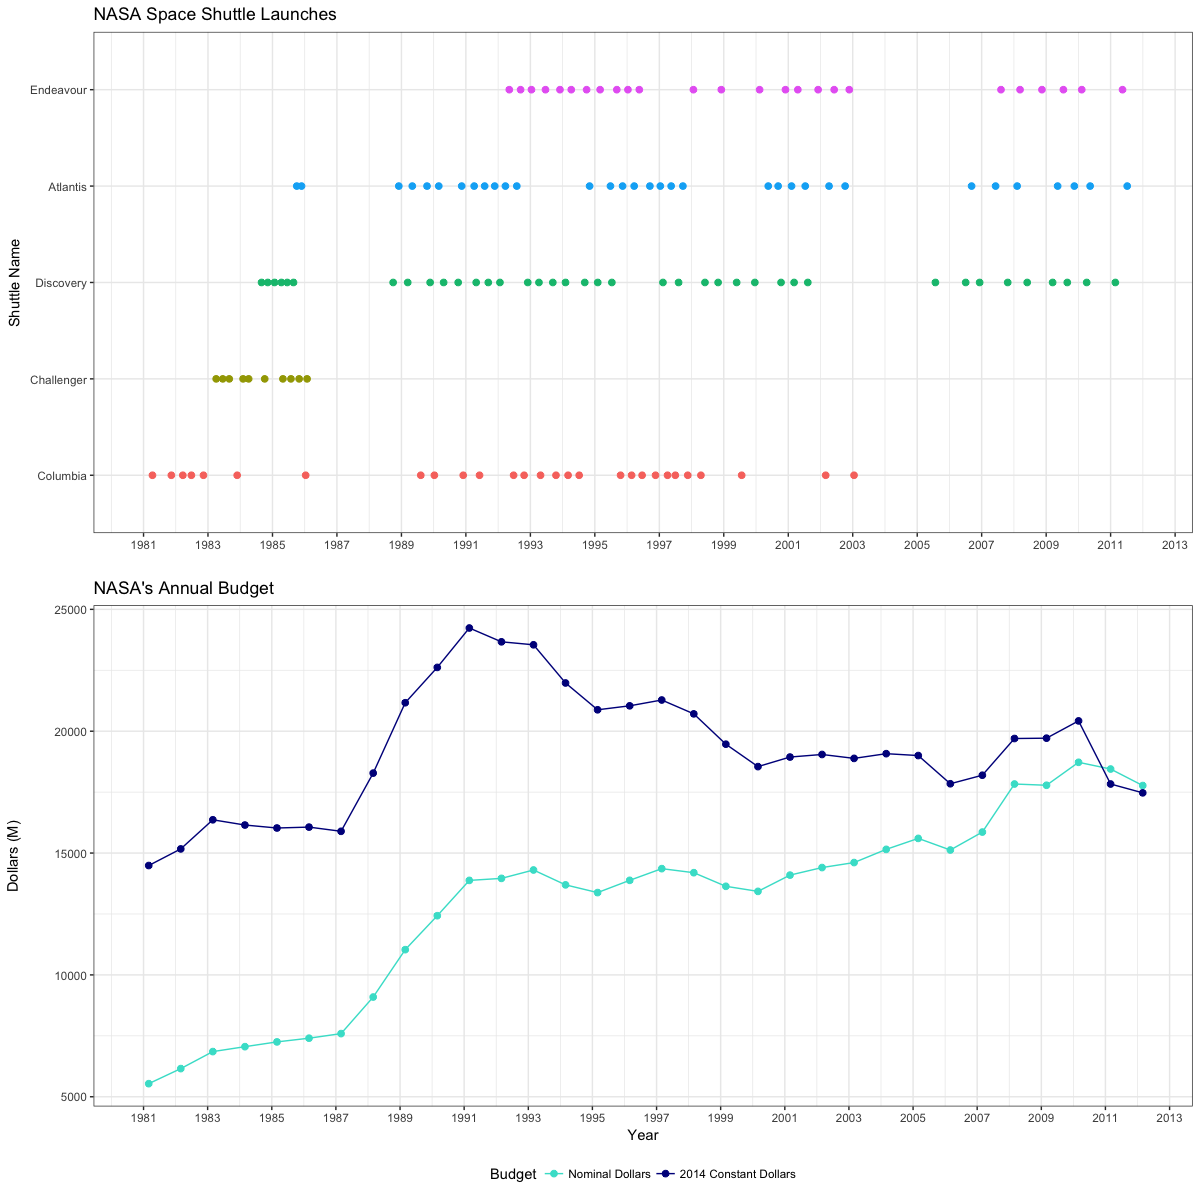 NASA Space Shuttle Launches
Shuttle Name
Endeavour
Atlantis
Discovery
Challenger
Columbia
1981 1983 1985 1987 1989 1991 1993 1995 1997 1999 2001 2003 2005 2007 2009 2011 2013
NASA's Annual Budget
Dollars (M)
25000
20000
15000
10000
5000
1981 1983 1985 1987 1989 1991 1993 1995 1997 1999 2001 2003 2005 2007 2009 2011 2013
Year
Budget Nominal Dollars 2014 Constant Dollars